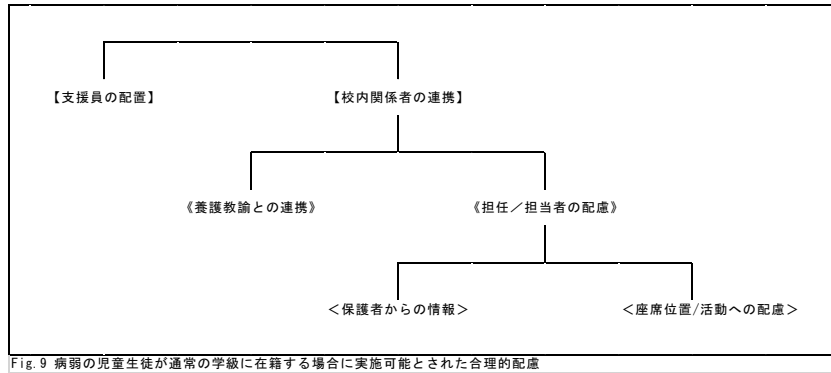 【支援員の配置】
【校内関係者の連携】
《養護教諭との連携》
《担任／担当者の配慮》
＜保護者からの情報＞
＜座席位置/活動への配慮＞
Fig.9 病弱の児童生徒が通常の学級に在籍する場合に実施可能とされた合理的配慮